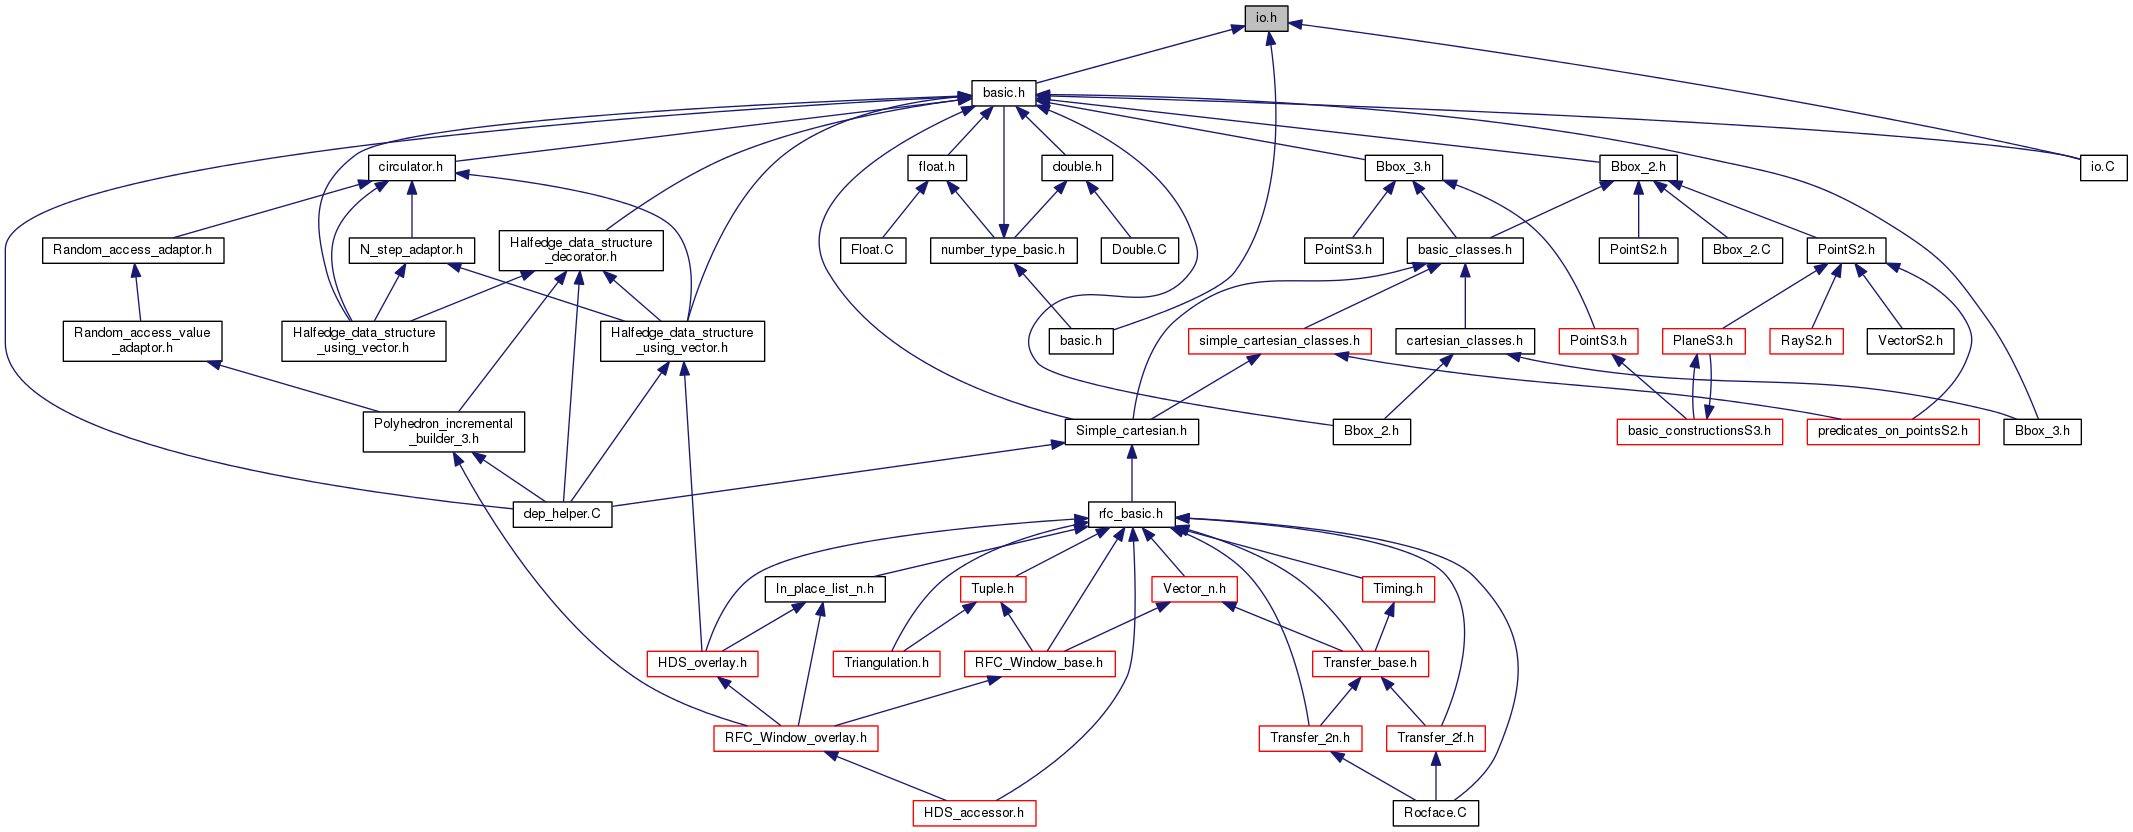 io.h
basic.h
circulator.h
float.h
double.h
Bbox_3.h
Bbox_2.h
io.C
Random_access_adaptor.h
N_step_adaptor.h
Halfedge_data_structure
_decorator.h
Float.C
number_type_basic.h
Double.C
PointS3.h
basic_classes.h
PointS2.h
Bbox_2.C
PointS2.h
Random_access_value
_adaptor.h
Halfedge_data_structure
_using_vector.h
Halfedge_data_structure
_using_vector.h
basic.h
simple_cartesian_classes.h
cartesian_classes.h
PointS3.h
PlaneS3.h
RayS2.h
VectorS2.h
Polyhedron_incremental
_builder_3.h
Simple_cartesian.h
Bbox_2.h
basic_constructionsS3.h
predicates_on_pointsS2.h
Bbox_3.h
dep_helper.C
rfc_basic.h
In_place_list_n.h
Tuple.h
Vector_n.h
Timing.h
HDS_overlay.h
Triangulation.h
RFC_Window_base.h
Transfer_base.h
RFC_Window_overlay.h
Transfer_2n.h
Transfer_2f.h
HDS_accessor.h
Rocface.C